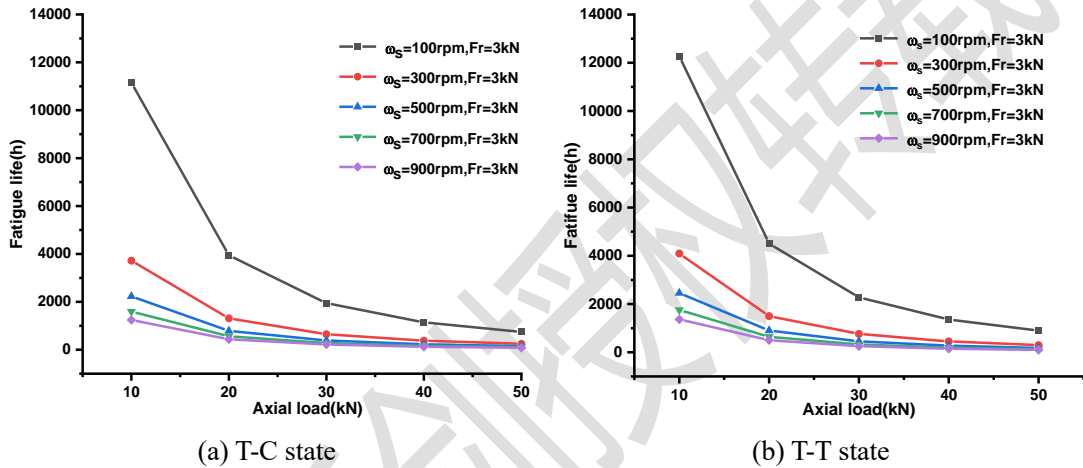 14000
12000
10000
8000
6000
4000
2000
0
10 20 30 40 50
Fatigue life(h)
Axial load(kN)
ωS=100rpm,Fr=3kN
ωS=300rpm,Fr=3kN
ωS=500rpm,Fr=3kN
ωS=700rpm,Fr=3kN
ωS=900rpm,Fr=3kN
(a) T-C state
14000
12000
10000
8000
6000
4000
2000
0
10 20 30 40 50
Fatifue life(h)
Axial load(kN)
ωs=100rpm,Fr=3kN
ωs=300rpm,Fr=3kN
ωs=500rpm,Fr=3kN
ωs=700rpm,Fr=3kN
ωs=900rpm,Fr=3kN
(b) T-T state
创授权转